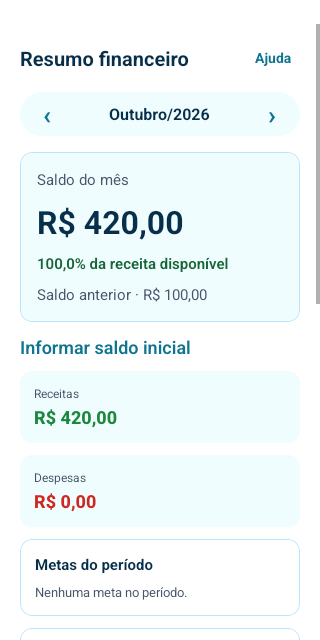 Resumo financeiro
Ajuda
‹ Outubro/2026 ›
Saldo do mês
R$ 420,00
100,0% da receita disponível
Saldo anterior · R$ 100,00
Informar saldo inicial
Receitas
R$ 420,00
Despesas
R$ 0,00
Metas do período
Nenhuma meta no período.